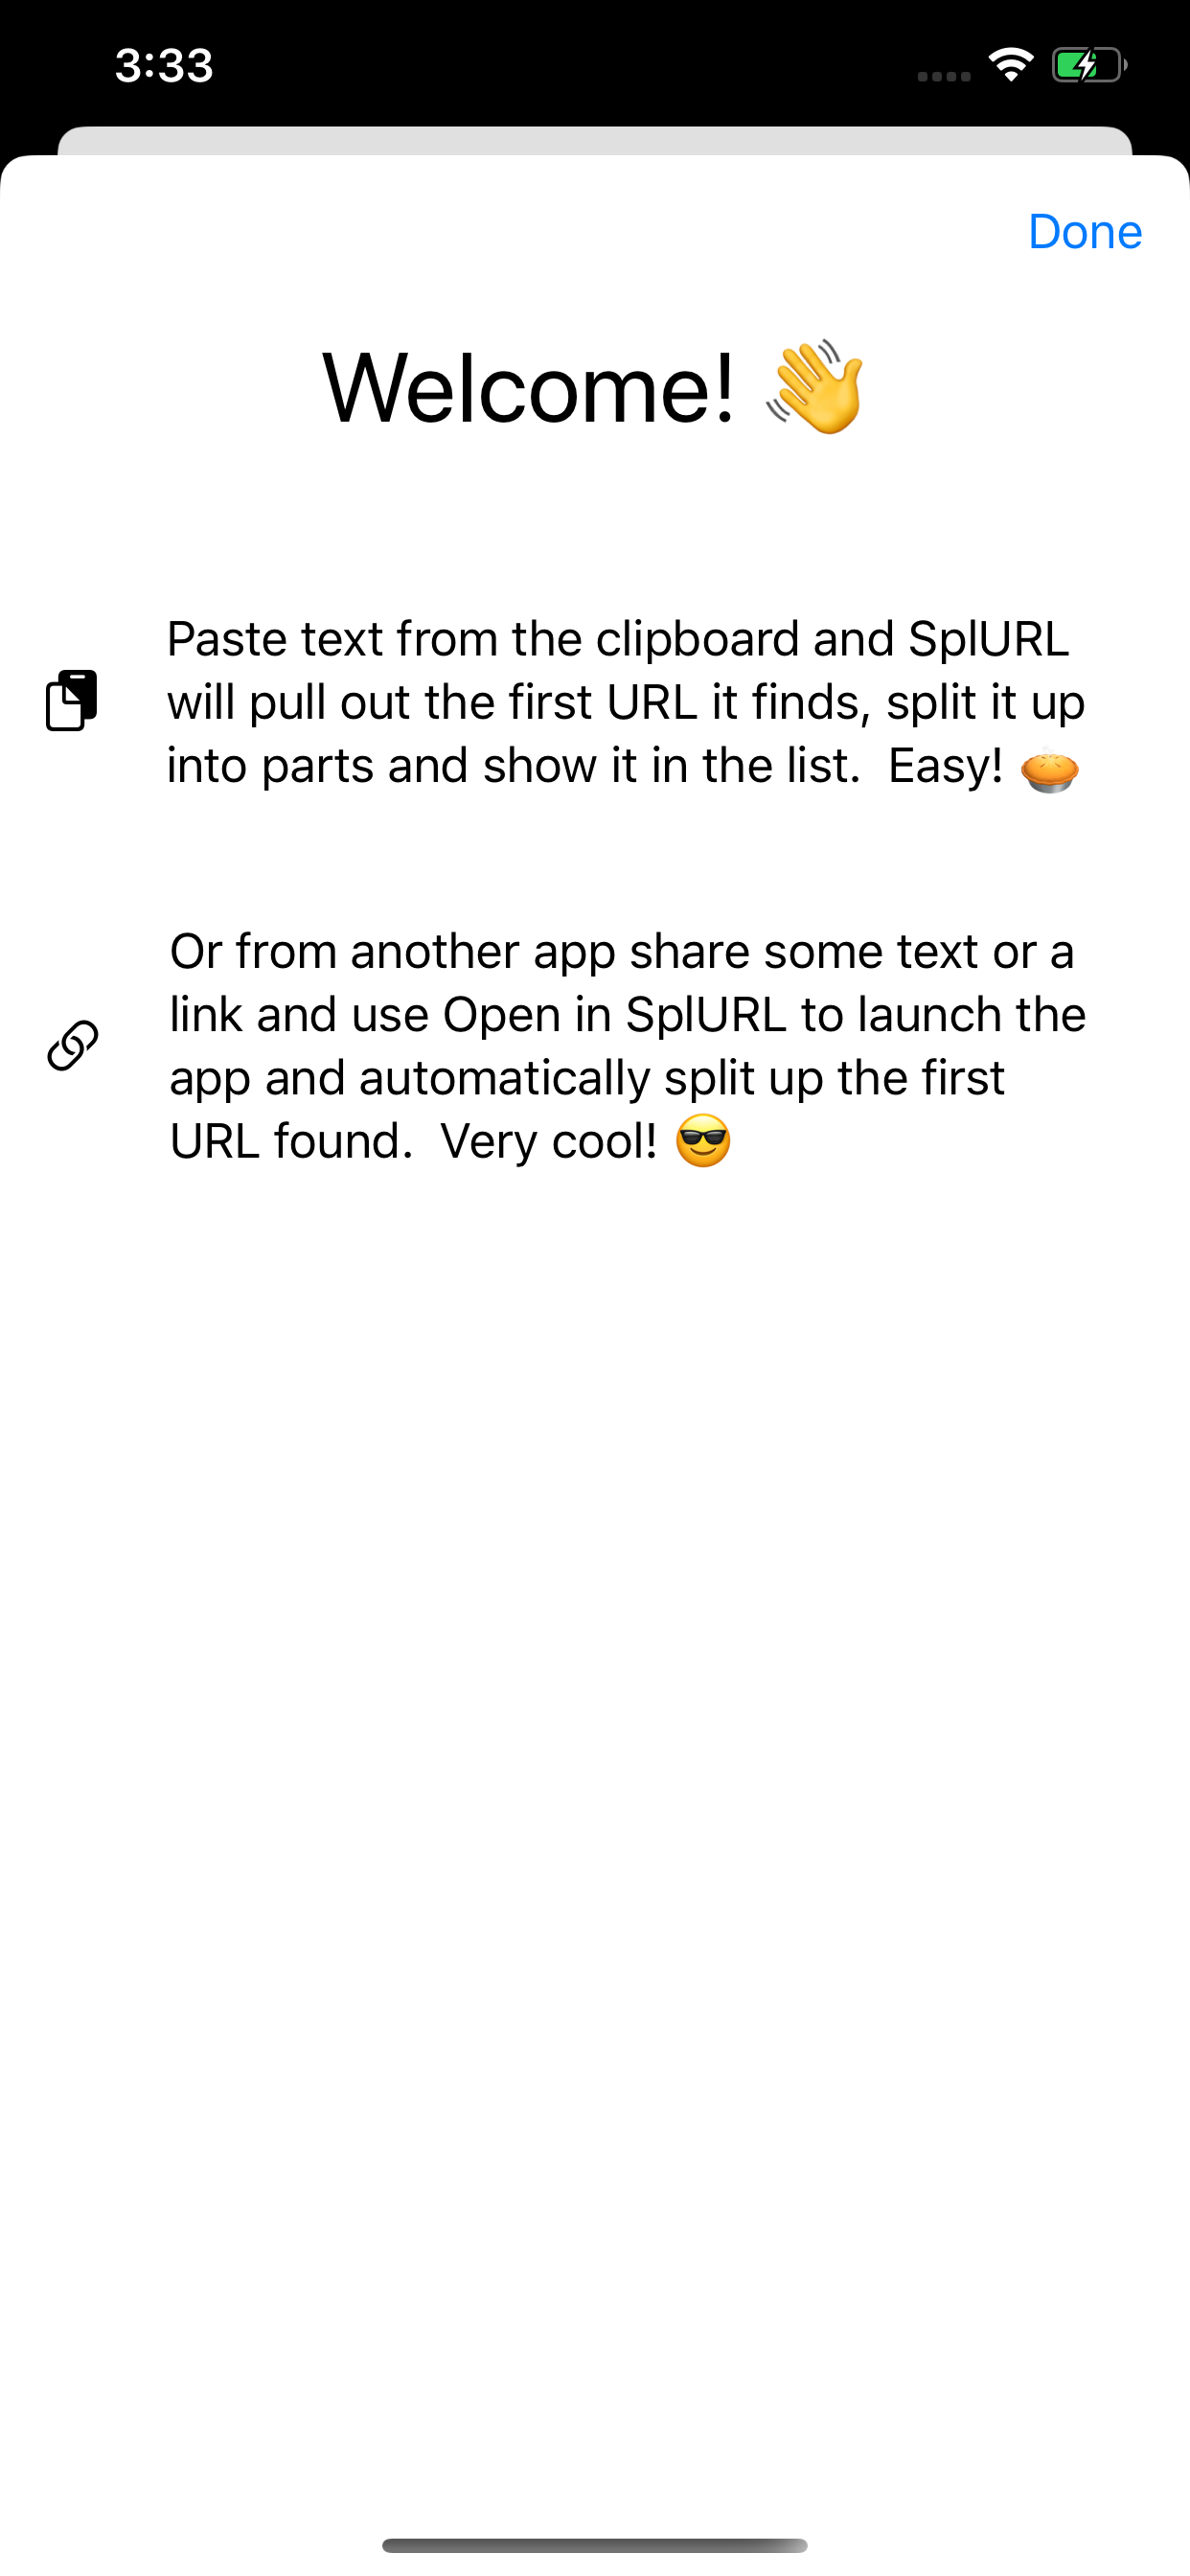 3:33
Done
Welcome! 👋
Paste text from the clipboard and SplURL
will pull out the first URL it finds, split it up
into parts and show it in the list.  Easy! 🥧
Or from another app share some text or a
link and use Open in SplURL to launch the
app and automatically split up the first
URL found.  Very cool! 😎